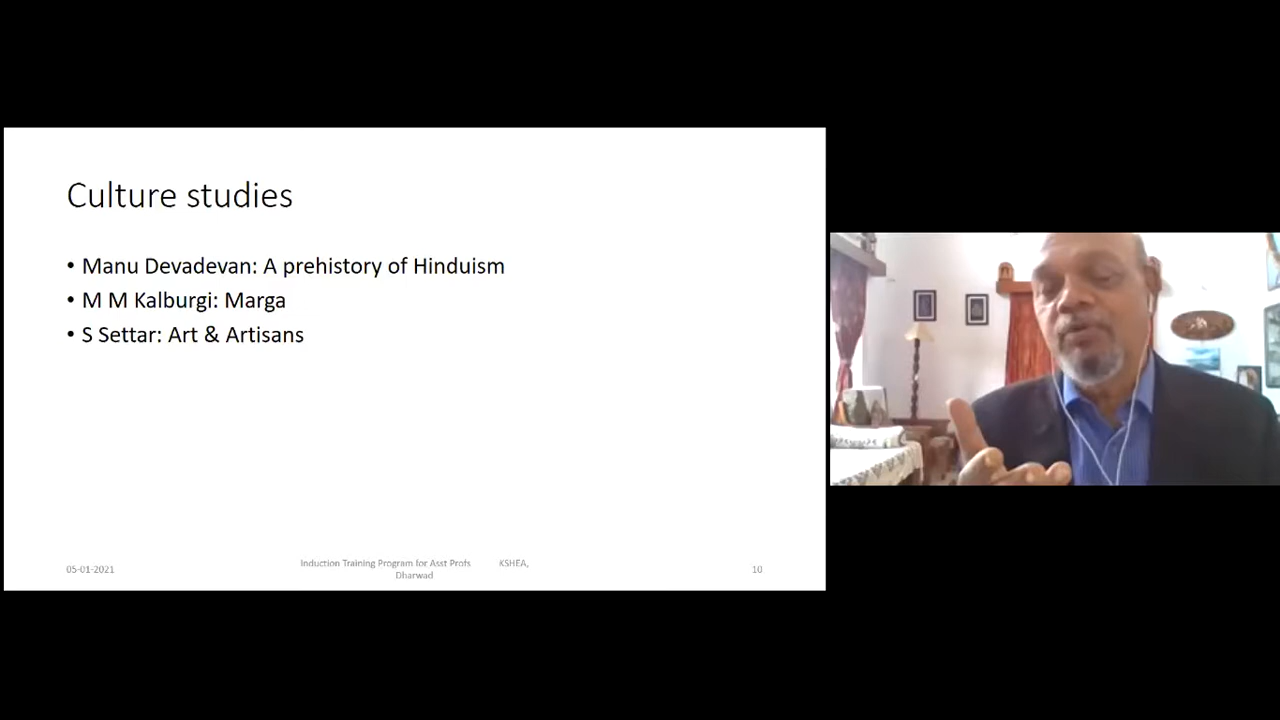 Culture studies
• Manu Devadevan: A prehistory of Hinduism
• M M Kalburgi: Marga
• S Settar: Art & Artisans
05-01-2021
Induction Training Program for Asst Profs KSHEA,
Dharwad
10